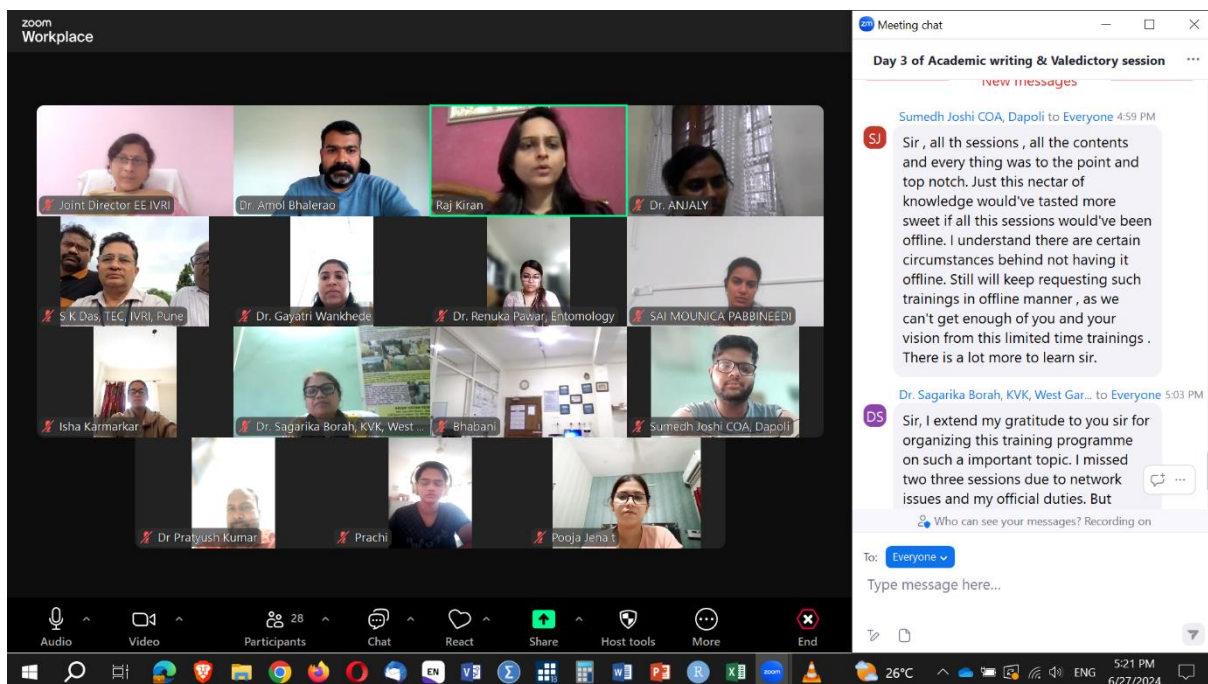 zoom
Workplace
Joint Director EE IVRI
Dr. Amol Bhalerao
Raj Kiran
Dr. ANJALY
S K Das, TEC, IVRI, Pune
Dr. Gayatri Wankhede
Dr. Renuka Pawar, Entomology
SAI MOUNICA PABBINEEDI
Isha Karmarkar
Dr. Sagarika Borah, KVK, West ...
Bhabani
Sumedh Joshi COA, Dapoli
Dr Pratyush Kumar
Prachi
Pooja Jena t
Audio
Video
28
Participants
Chat
React
Share
Host tools
More
End
zm Meeting chat
Day 3 of Academic writing & Valedictory session
New messages
Sumedh Joshi COA, Dapoli to Everyone 4:59 PM
SJ
Sir , all th sessions , all the contents
and every thing was to the point and
top notch. Just this nectar of
knowledge would've tasted more
sweet if all this sessions would've been
offline. I understand there are certain
circumstances behind not having it
offline. Still will keep requesting such
trainings in offline manner , as we
can't get enough of you and your
vision from this limited time trainings .
There is a lot more to learn sir.
Dr. Sagarika Borah, KVK, West Gar... to Everyone 5:03 PM
DS
Sir, I extend my gratitude to you sir for
organizing this training programme
on such a important topic. I missed
two three sessions due to network
issues and my official duties. But
Who can see your messages? Recording on
To: Everyone
Type message here...
EN
26°C
ENG
5:21 PM
6/27/2024